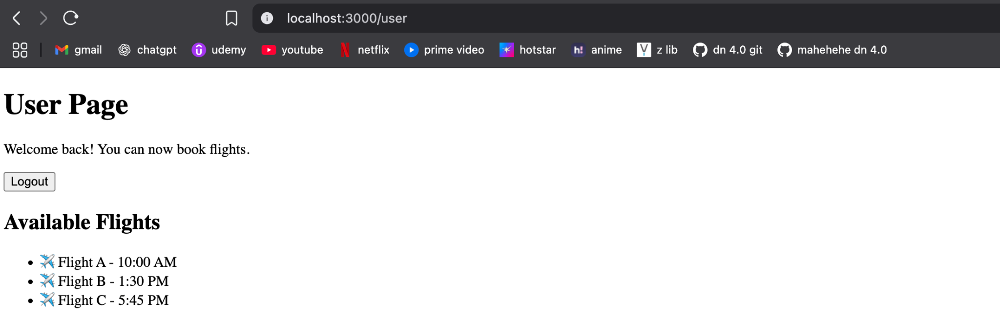 localhost:3000/user
gmail chatgpt udemy youtube netflix prime video hotstar h! anime z lib dn 4.0 git mahehehe dn 4.0
User Page
Welcome back! You can now book flights.
Logout
Available Flights
• ✈️ Flight A - 10:00 AM
• ✈️ Flight B - 1:30 PM
• ✈️ Flight C - 5:45 PM